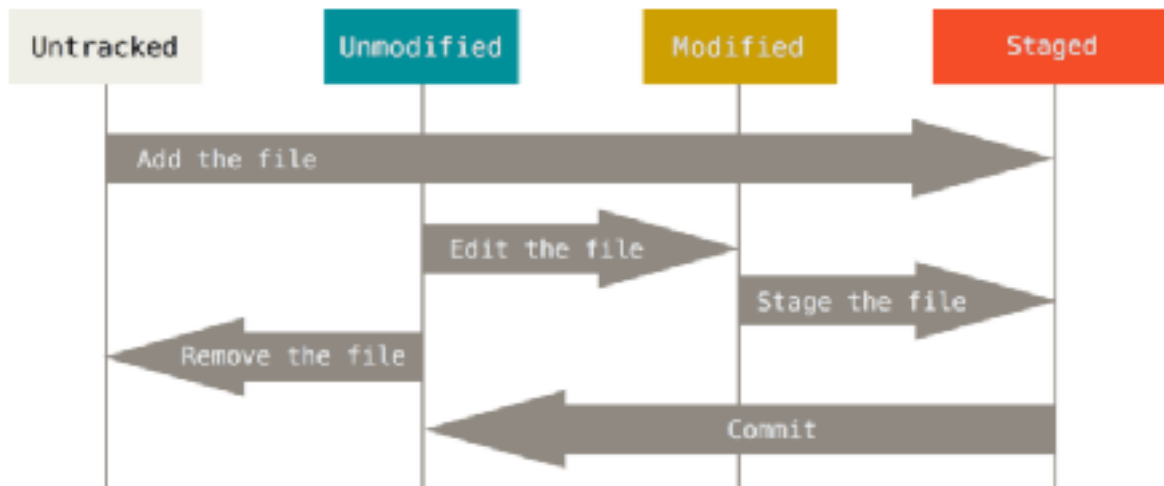 Untracked
Unmodified
Modified
Staged
Add the file
Edit the file
Stage the file
Remove the file
Commit